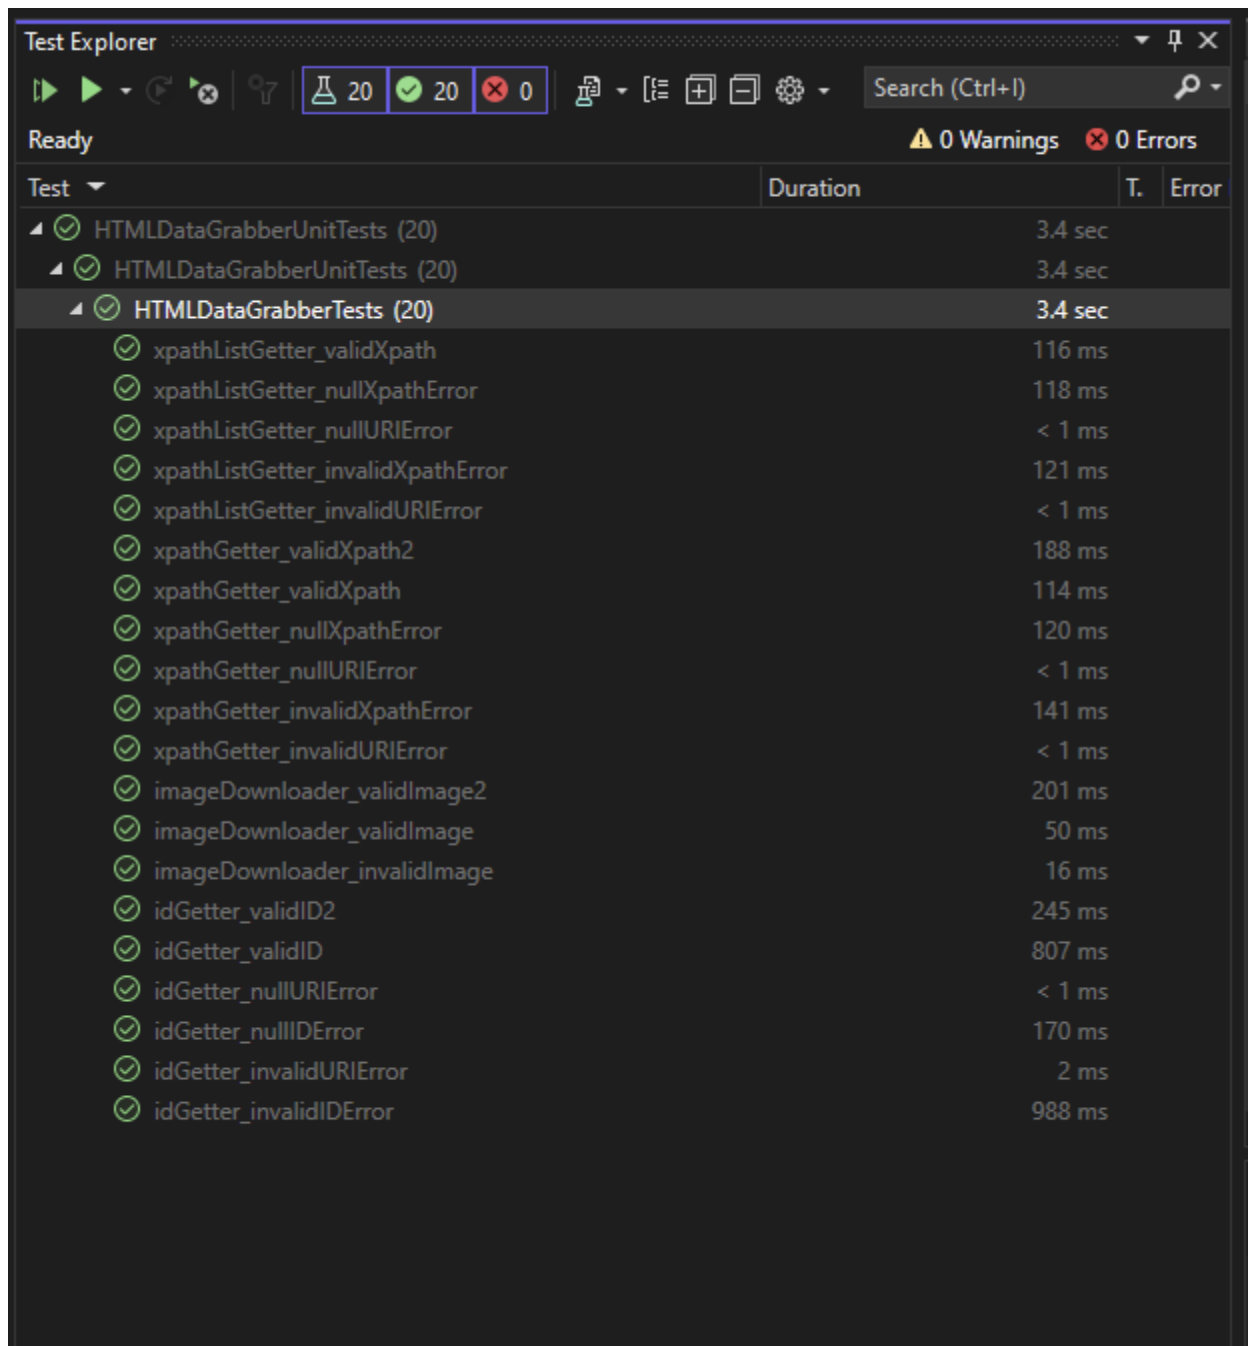 Test Explorer
20 20 0 Search (Ctrl+I)
Ready 0 Warnings 0 Errors
Test Duration T. Error
HTMLDataGrabberUnitTests (20) 3.4 sec
HTMLDataGrabberUnitTests (20) 3.4 sec
HTMLDataGrabberTests (20) 3.4 sec
xpathListGetter_validXpath 116 ms
xpathListGetter_nullXpathError 118 ms
xpathListGetter_nullURIError < 1 ms
xpathListGetter_invalidXpathError 121 ms
xpathListGetter_invalidURIError < 1 ms
xpathGetter_validXpath2 188 ms
xpathGetter_validXpath 114 ms
xpathGetter_nullXpathError 120 ms
xpathGetter_nullURIError < 1 ms
xpathGetter_invalidXpathError 141 ms
xpathGetter_invalidURIError < 1 ms
imageDownloader_validImage2 201 ms
imageDownloader_validImage 50 ms
imageDownloader_invalidImage 16 ms
idGetter_validID2 245 ms
idGetter_validID 807 ms
idGetter_nullURIError < 1 ms
idGetter_nullIDError 170 ms
idGetter_invalidURIError 2 ms
idGetter_invalidIDError 988 ms